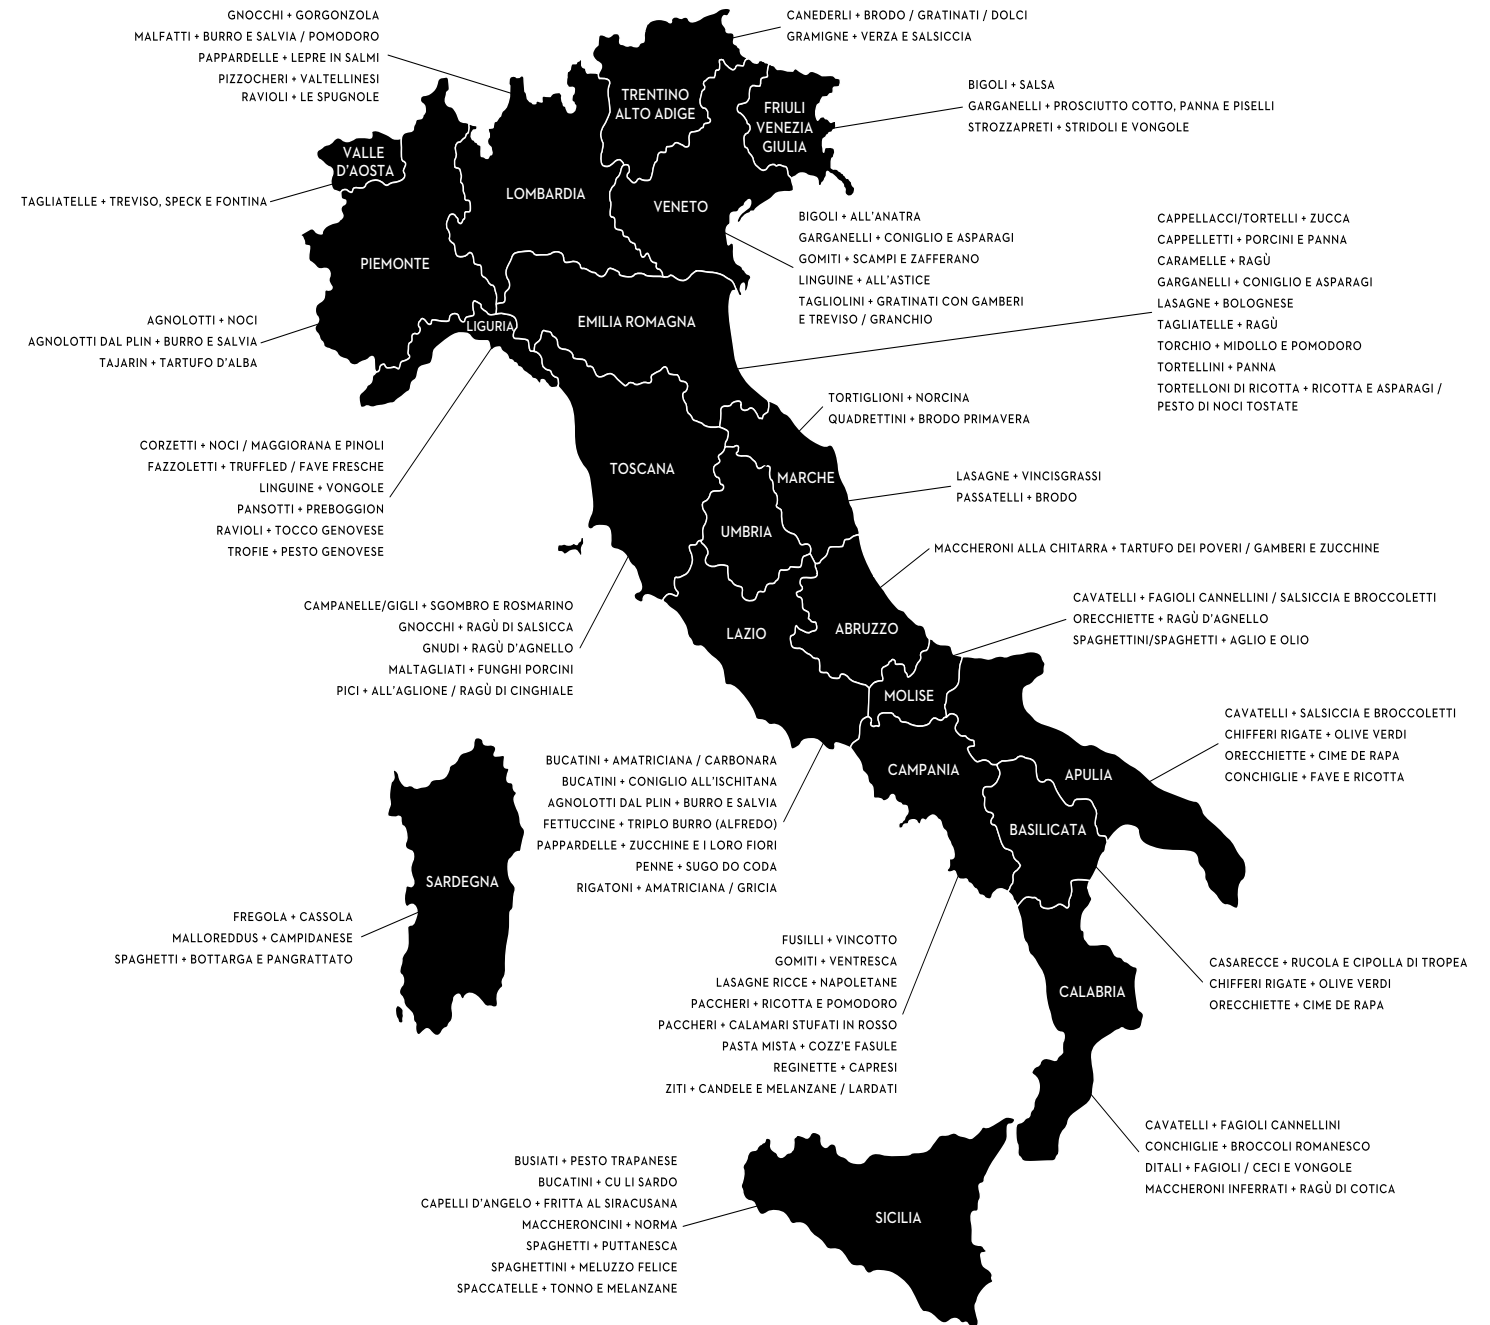 GNOCCHI + GORGONZOLA
MALFATTI + BURRO E SALVIA / POMODORO
PAPPARDELLE + LEPRE IN SALMI
PIZZOCHERI + VALTELLINESI
RAVIOLI + LE SPUGNOLE
CANEDERLI + BRODO / GRATINATI / DOLCI
GRAMIGNE + VERZA E SALSICCIA
BIGOLI + SALSA
GARGANELLI + PROSCIUTTO COTTO, PANNA E PISELLI
STROZZAPRETI + STRIDOLI E VONGOLE
TRENTINO
ALTO ADIGE
FRIULI
VENEZIA
GIULIA
VALLE
D'AOSTA
LOMBARDIA
VENETO
TAGLIATELLE + TREVISO, SPECK E FONTINA
BIGOLI + ALL'ANATRA
GARGANELLI + CONIGLIO E ASPARAGI
GOMITI + SCAMPI E ZAFFERANO
LINGUINE + ALL'ASTICE
TAGLIOLINI + GRATINATI CON GAMBERI
E TREVISO / GRANCHIO
CAPPELLACCI/TORTELLI + ZUCCA
CAPPELLETTI + PORCINI E PANNA
CARAMELLE + RAGÙ
GARGANELLI + CONIGLIO E ASPARAGI
LASAGNE + BOLOGNESE
TAGLIATELLE + RAGÙ
TORCHIO + MIDOLLO E POMODORO
TORTELLINI + PANNA
TORTELLONI DI RICOTTA + RICOTTA E ASPARAGI /
PESTO DI NOCI TOSTATE
PIEMONTE
LIGURIA
EMILIA ROMAGNA
AGNOLOTTI + NOCI
AGNOLOTTI DAL PLIN + BURRO E SALVIA
TAJARIN + TARTUFO D'ALBA
TORTIGLIONI + NORCINA
QUADRETTINI + BRODO PRIMAVERA
CORZETTI + NOCI / MAGGIORANA E PINOLI
FAZZOLETTI + TRUFFLED / FAVE FRESCHE
LINGUINE + VONGOLE
PANSOTTI + PREBOGGION
RAVIOLI + TOCCO GENOVESE
TROFIE + PESTO GENOVESE
TOSCANA
MARCHE
UMBRIA
LASAGNE + VINCISGRASSI
PASSATELLI + BRODO
MACCHERONI ALLA CHITARRA + TARTUFO DEI POVERI / GAMBERI E ZUCCHINE
CAMPANELLE/GIGLI + SGOMBRO E ROSMARINO
GNOCCHI + RAGÙ DI SALSICCA
GNUDI + RAGÙ D'AGNELLO
MALTAGLIATI + FUNGHI PORCINI
PICI + ALL'AGLIONE / RAGÙ DI CINGHIALE
LAZIO
ABRUZZO
MOLISE
CAVATELLI + FAGIOLI CANNELLINI / SALSICCIA E BROCCOLETTI
ORECCHIETTE + RAGÙ D'AGNELLO
SPAGHETTINI/SPAGHETTI + AGLIO E OLIO
CAVATELLI + SALSICCIA E BROCCOLETTI
CHIFFERI RIGATE + OLIVE VERDI
ORECCHIETTE + CIME DE RAPA
CONCHIGLIE + FAVE E RICOTTA
BUCATINI + AMATRICIANA / CARBONARA
BUCATINI + CONIGLIO ALL'ISCHITANA
AGNOLOTTI DAL PLIN + BURRO E SALVIA
FETTUCCINE + TRIPLO BURRO (ALFREDO)
PAPPARDELLE + ZUCCHINE E I LORO FIORI
PENNE + SUGO DO CODA
RIGATONI + AMATRICIANA / GRICIA
CAMPANIA
APULIA
BASILICATA
SARDEGNA
FREGOLA + CASSOLA
MALLOREDDUS + CAMPIDANESE
SPAGHETTI + BOTTARGA E PANGRATTATO
FUSILLI + VINCOTTO
GOMITI + VENTRESCA
LASAGNE RICCE + NAPOLETANE
PACCHERI + RICOTTA E POMODORO
PACCHERI + CALAMARI STUFATI IN ROSSO
PASTA MISTA + COZZ'E FASULE
REGINETTE + CAPRESI
ZITI + CANDELE E MELANZANE / LARDATI
CASARECCE + RUCOLA E CIPOLLA DI TROPEA
CHIFFERI RIGATE + OLIVE VERDI
ORECCHIETTE + CIME DE RAPA
CALABRIA
CAVATELLI + FAGIOLI CANNELLINI
CONCHIGLIE + BROCCOLI ROMANESCO
DITALI + FAGIOLI / CECI E VONGOLE
MACCHERONI INFERRATI + RAGÙ DI COTICA
BUSIATI + PESTO TRAPANESE
BUCATINI + CU LI SARDO
CAPELLI D'ANGELO + FRITTA AL SIRACUSANA
MACCHERONCINI + NORMA
SPAGHETTI + PUTTANESCA
SPAGHETTINI + MELUZZO FELICE
SPACCATELLE + TONNO E MELANZANE
SICILIA